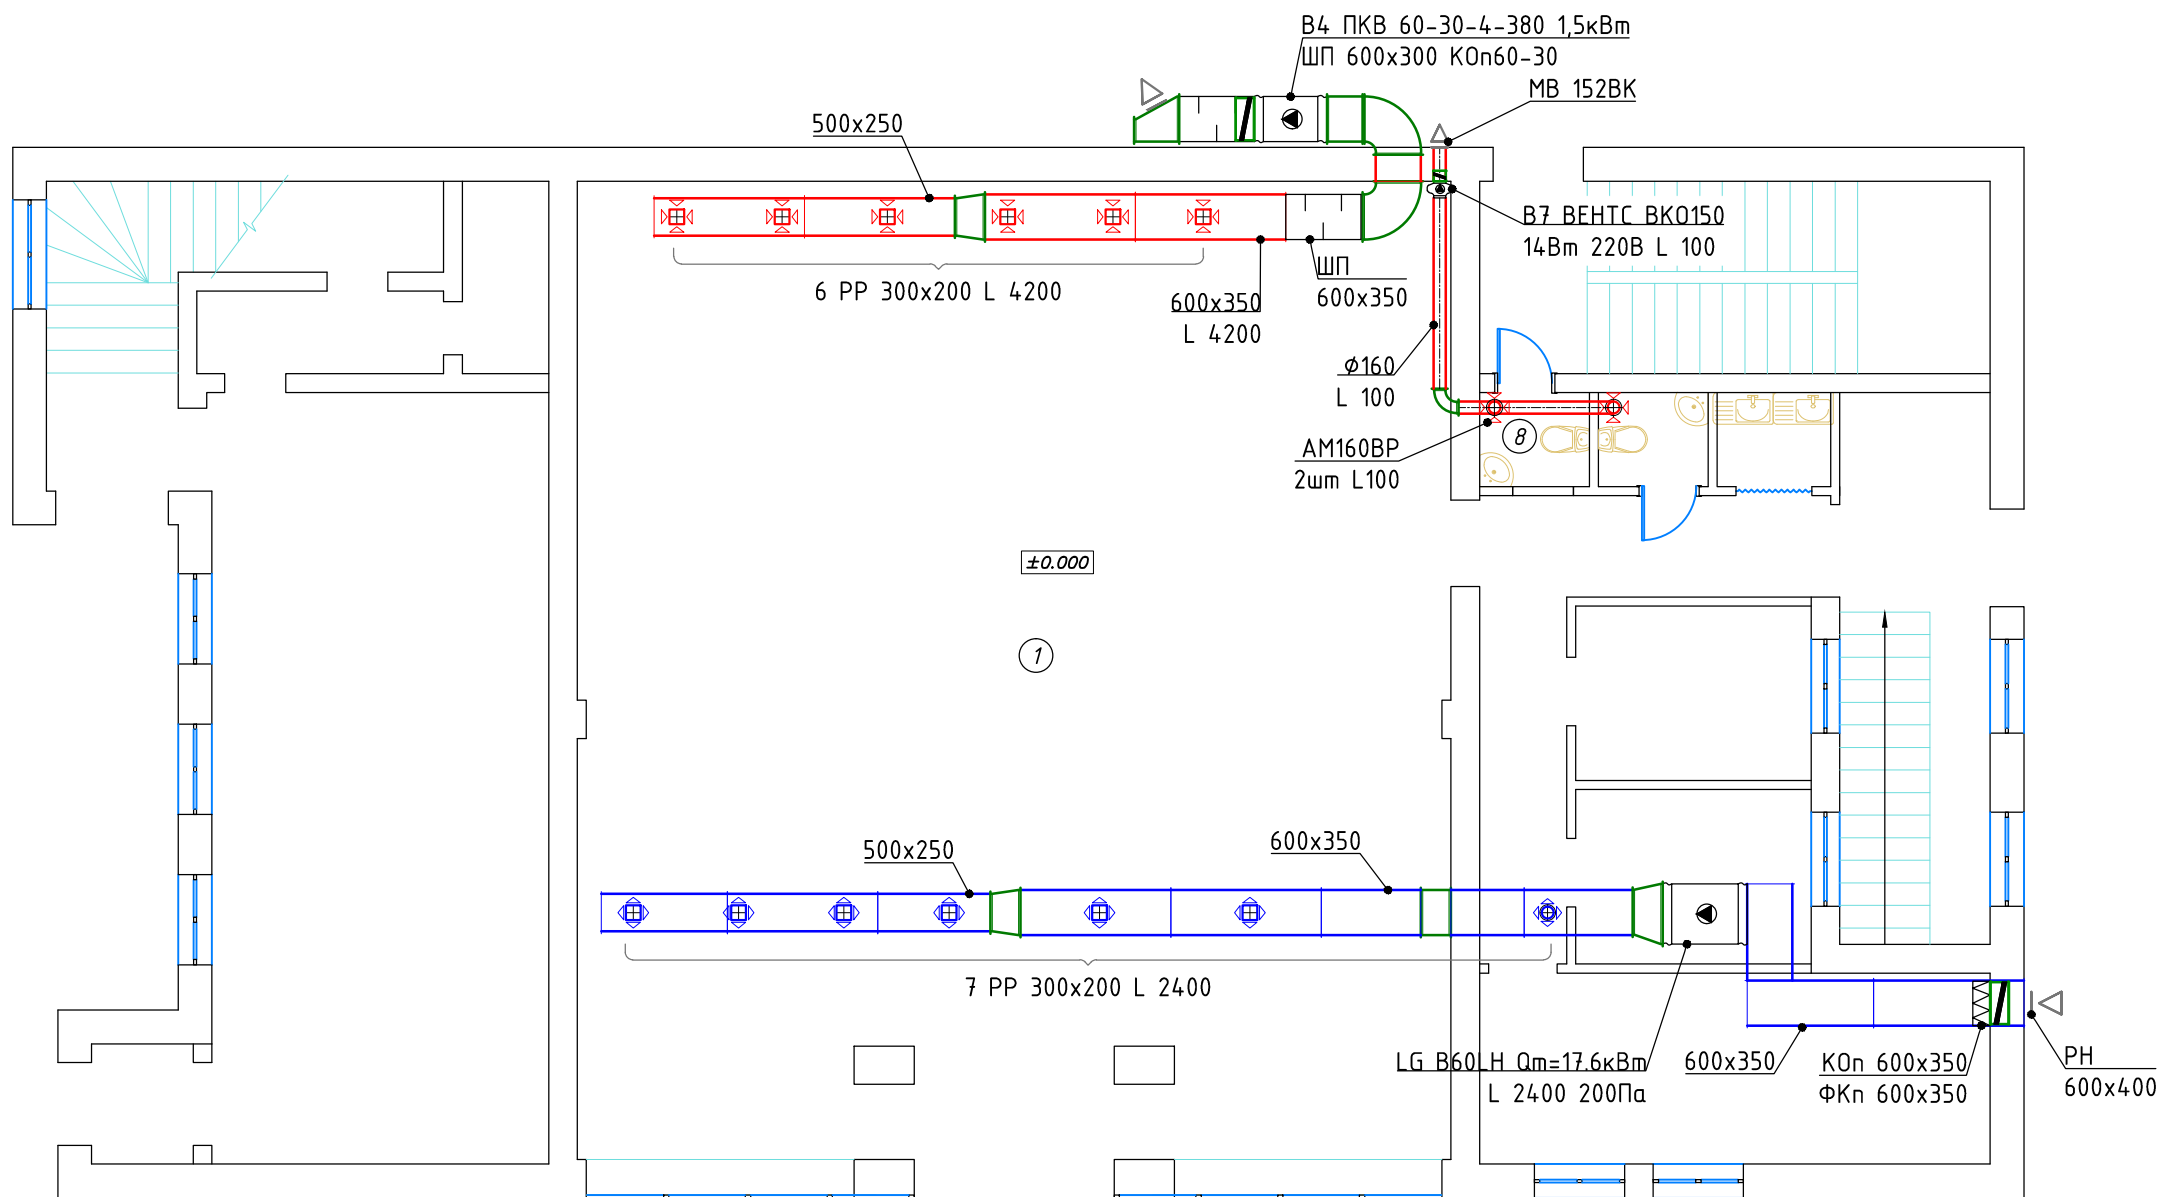 В4 ПКВ 60-30-4-380 1,5кВт
ШП 600х300 КОп60-30
МВ 152ВК
500х250
В7 ВЕНТС ВКО150
14Вт 220В L 100
6 РР 300х200 L 4200
600х350
L 4200
ШП
600х350
Ø160
L 100
АМ160ВР
2шт L100
8
±0.000
1
500х250
600х350
7 РР 300х200 L 2400
LG B60LH Qт=17.6кВт
L 2400 200Па
600х350
КОп 600х350
ФКп 600х350
РН
600х400